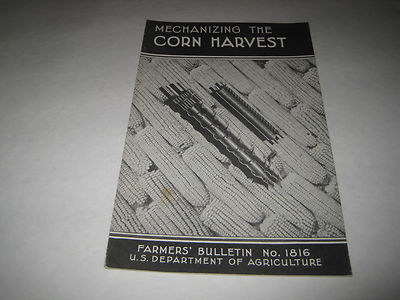 MECHANIZING THE
CORN HARVEST
FARMERS' BULLETIN No. 1816
U.S. DEPARTMENT OF AGRICULTURE